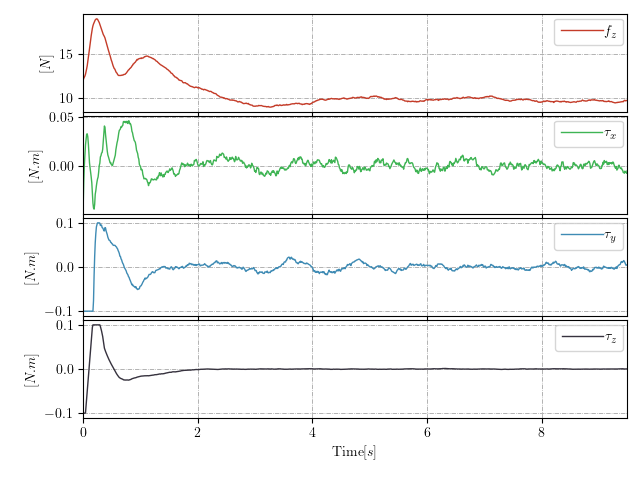 15
10
[N]
f_z
0.05
0.00
[N.m]
τ_x
0.1
0.0
−0.1
[N.m]
τ_y
0.1
0.0
−0.1
[N.m]
τ_z
0 2 4 6 8
Time[s]